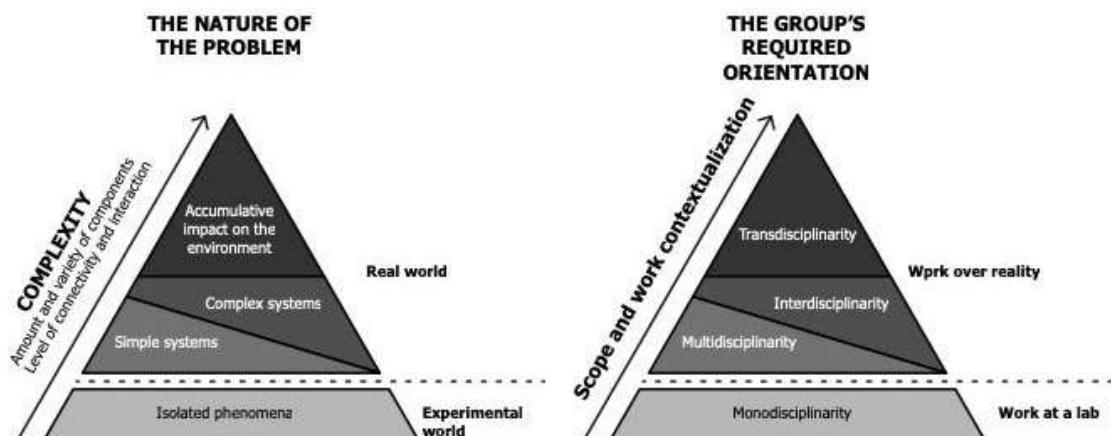 THE NATURE OF
THE PROBLEM
COMPLEXITY
Amount and variety of components
Level of connectivity and interaction
Accumulative
impact on the
environment
Complex systems
Simple systems
Isolated phenomena
Real world
Experimental
world
THE GROUP'S
REQUIRED
ORIENTATION
Scope and work contextualization
Transdisciplinarity
Interdisciplinarity
Multidisciplinarity
Monodisciplinarity
Wprk over reality
Work at a lab